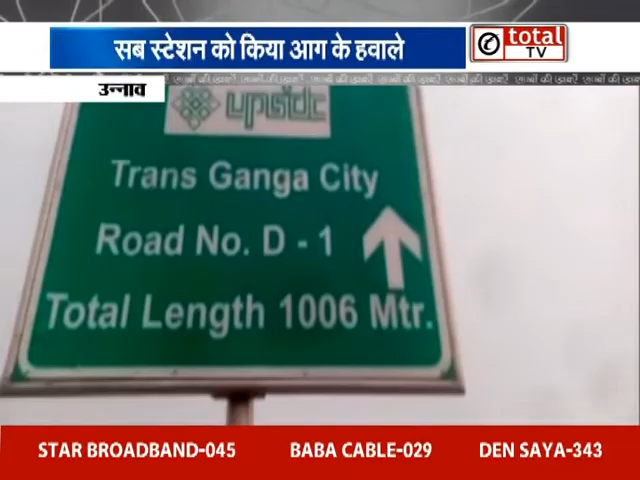 सब स्टेशन को किया आग के हवाले
total
TV
उन्नाव
upsidc
Trans Ganga City
Road No. D - 1
Total Length 1006 Mtr.
STAR BROADBAND-045 BABA CABLE-029 DEN SAYA-343